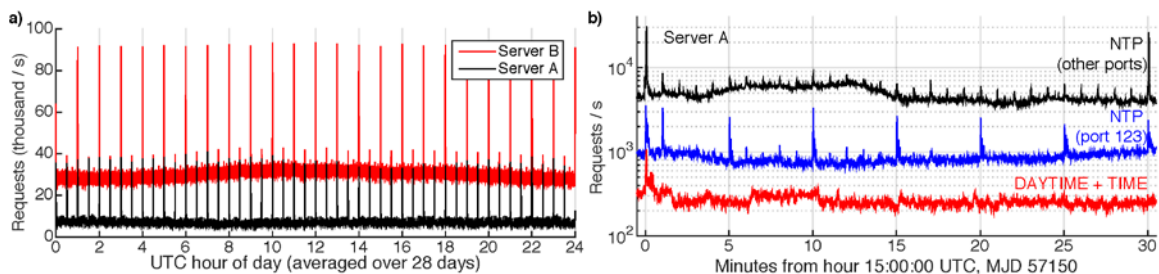 a)
Requests (thousand / s)
100
80
60
40
20
0
0 2 4 6 8 10 12 14 16 18 20 22 24
UTC hour of day (averaged over 28 days)
Server B
Server A
b)
Requests / s
10^4
10^3
10^2
Server A
NTP
(other ports)
NTP
(port 123)
DAYTIME + TIME
0 5 10 15 20 25 30
Minutes from hour 15:00:00 UTC, MJD 57150